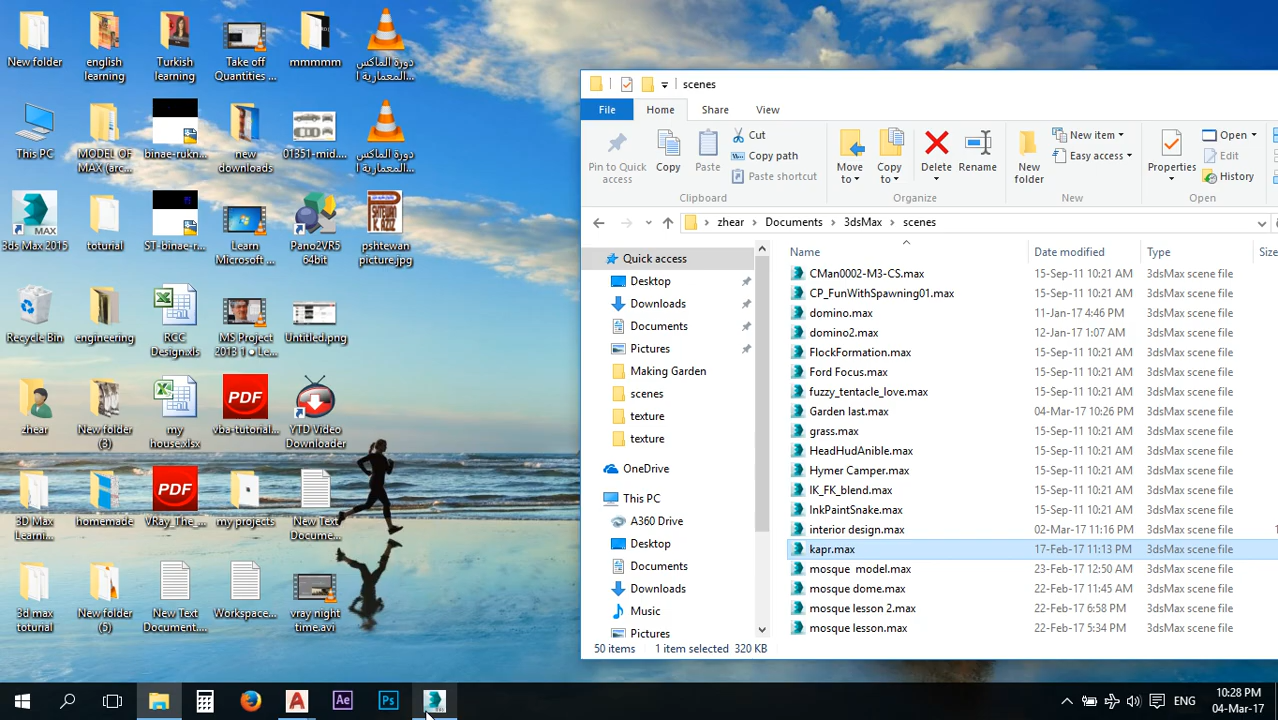 New folder
english
learning
Turkish
learning
Take off
Quantities ...
mmmmm
دورة الماكس
المعمارية ا...
This PC
MODEL OF
MAX (arc...
binae-rukn...
new
downloads
01351-mid....
دورة الماكس
المعمارية ا...
MAX
3ds Max 2015
toturial
ST-binae-r...
Learn
Microsoft ...
Pano2VR5
64bit
pshtewan
picture.jpg
Recycle Bin
engineering
RCC
Design.xls
MS Project
2013 1 ● Le...
Untitled.png
zhear
New folder
(3)
my
house.xlsx
PDF
vba-tutorial...
YTD Video
Downloader
3D Max
Learni...
homemade
PDF
VRay_The_...
my projects
New Text
Docume...
3d max
toturial
New folder
(5)
New Text
Document....
Workspace...
vray night
time.avi
scenes
File
Home
Share
View
Pin to Quick
access
Copy
Paste
Cut
Copy path
Paste shortcut
Clipboard
Move
to
Copy
to
Delete
Rename
Organize
New
folder
New item
Easy access
New
Properties
Open
Edit
History
Open
zhear
Documents
3dsMax
scenes
Quick access
Desktop
Downloads
Documents
Pictures
Making Garden
scenes
texture
texture
OneDrive
This PC
A360 Drive
Desktop
Documents
Downloads
Music
Pictures
Name Date modified Type Size
CMan0002-M3-CS.max 15-Sep-11 10:21 AM 3dsMax scene file
CP_FunWithSpawning01.max 15-Sep-11 10:21 AM 3dsMax scene file
domino.max 11-Jan-17 4:46 PM 3dsMax scene file
domino2.max 12-Jan-17 1:07 AM 3dsMax scene file
FlockFormation.max 15-Sep-11 10:21 AM 3dsMax scene file
Ford Focus.max 15-Sep-11 10:21 AM 3dsMax scene file
fuzzy_tentacle_love.max 15-Sep-11 10:21 AM 3dsMax scene file
Garden last.max 04-Mar-17 10:26 PM 3dsMax scene file
grass.max 15-Sep-11 10:21 AM 3dsMax scene file
HeadHudAnible.max 15-Sep-11 10:21 AM 3dsMax scene file
Hymer Camper.max 15-Sep-11 10:21 AM 3dsMax scene file
IK_FK_blend.max 15-Sep-11 10:21 AM 3dsMax scene file
InkPaintSnake.max 15-Sep-11 10:21 AM 3dsMax scene file
interior design.max 02-Mar-17 11:16 PM 3dsMax scene file
kapr.max 17-Feb-17 11:13 PM 3dsMax scene file
mosque model.max 23-Feb-17 12:50 AM 3dsMax scene file
mosque dome.max 22-Feb-17 11:45 AM 3dsMax scene file
mosque lesson 2.max 22-Feb-17 6:58 PM 3dsMax scene file
mosque lesson.max 22-Feb-17 5:34 PM 3dsMax scene file
50 items 1 item selected 320 KB
Ae
Ps
ENG
10:28 PM
04-Mar-17